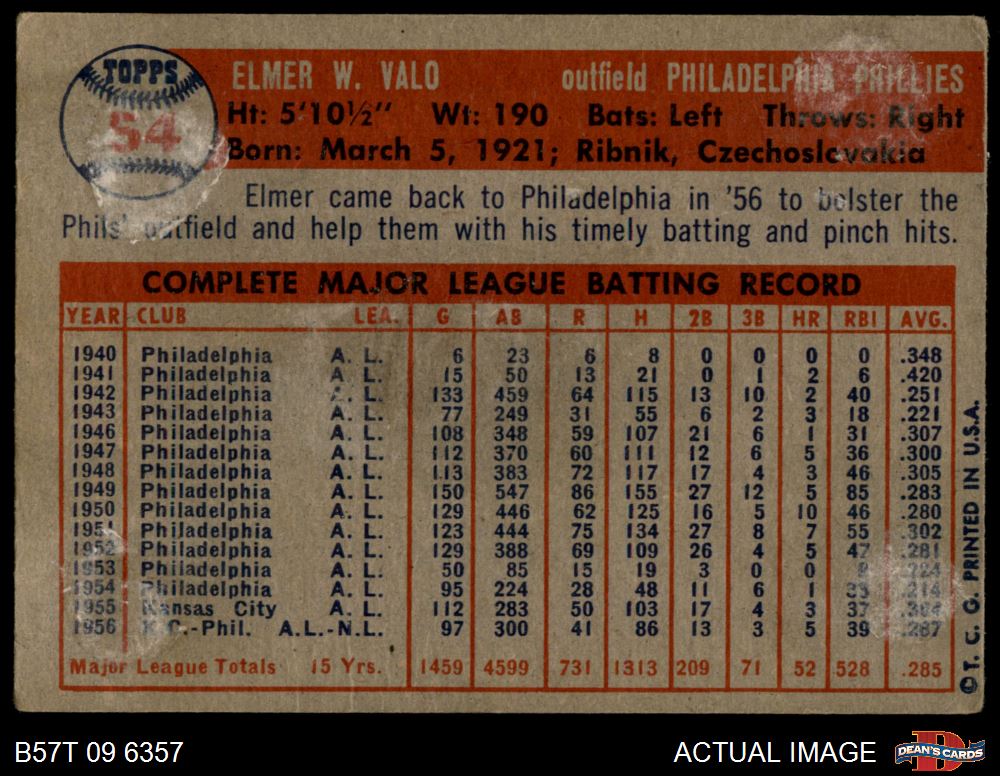 TOPPS
54
ELMER W. VALO outfield PHILADELPHIA PHILLIES
Ht: 5'10½" Wt: 190 Bats: Left Throws: Right
Born: March 5, 1921; Ribnik, Czechoslovakia
Elmer came back to Philadelphia in '56 to bolster the
Phils' outfield and help them with his timely batting and pinch hits.
COMPLETE MAJOR LEAGUE BATTING RECORD
YEAR CLUB LEA. G AB R H 2B 3B HR RBI AVG.
1940 Philadelphia A. L. 6 23 6 8 0 0 0 0 .348
1941 Philadelphia A. L. 15 50 13 21 0 1 2 6 .420
1942 Philadelphia A. L. 133 459 64 115 13 10 2 40 .251
1943 Philadelphia A. L. 77 249 31 55 6 2 3 18 .221
1946 Philadelphia A. L. 108 348 59 107 21 6 1 31 .307
1947 Philadelphia A. L. 112 370 60 111 12 6 5 36 .300
1948 Philadelphia A. L. 113 383 72 117 17 4 3 46 .305
1949 Philadelphia A. L. 150 547 86 155 27 12 5 85 .283
1950 Philadelphia A. L. 129 446 62 125 16 5 10 46 .280
1951 Philadelphia A. L. 123 444 75 134 27 8 7 55 .302
1952 Philadelphia A. L. 129 388 69 109 26 4 5 47 .281
1953 Philadelphia A. L. 50 85 15 19 3 0 0 .224
1954 Philadelphia A. L. 95 224 28 48 11 6 1 33 .214
1955 Kansas City A. L. 112 283 50 103 17 4 3 37
1956 K.C.-Phil. A.L.-N.L. 97 300 41 86 13 3 5 39 .287
Major League Totals 15 Yrs. 1459 4599 731 1313 209 71 52 528 .285
©T. C. G. PRINTED IN U.S.A.
B57T 09 6357
ACTUAL IMAGE
DEAN'S CARDS